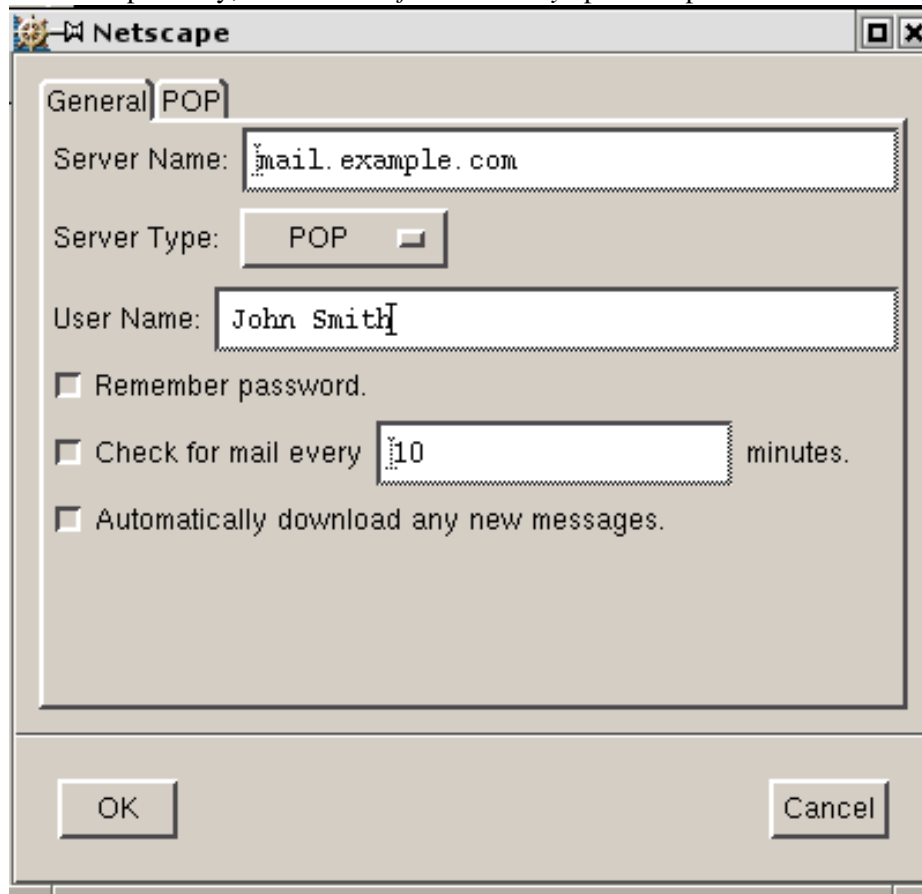 Netscape
General POP
Server Name: mail.example.com
Server Type: POP
User Name: John Smith
Remember password.
Check for mail every 10 minutes.
Automatically download any new messages.
OK Cancel